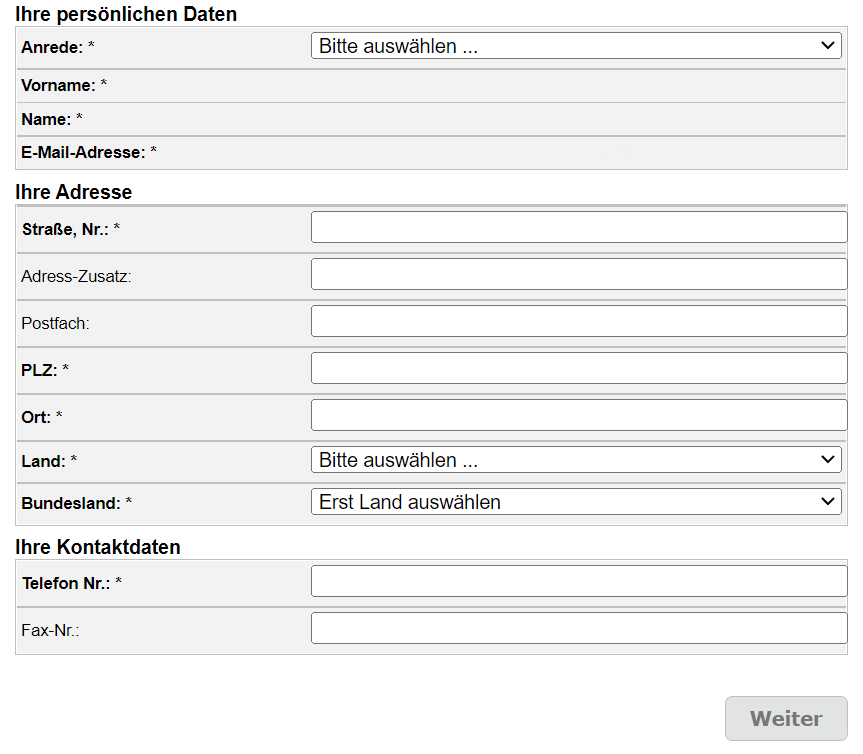 Ihre persönlichen Daten
Anrede: * Bitte auswählen ...
Vorname: *
Name: *
E-Mail-Adresse: *
Ihre Adresse
Straße, Nr.: *
Adress-Zusatz:
Postfach:
PLZ: *
Ort: *
Land: * Bitte auswählen ...
Bundesland: * Erst Land auswählen
Ihre Kontaktdaten
Telefon Nr.: *
Fax-Nr.:
Weiter